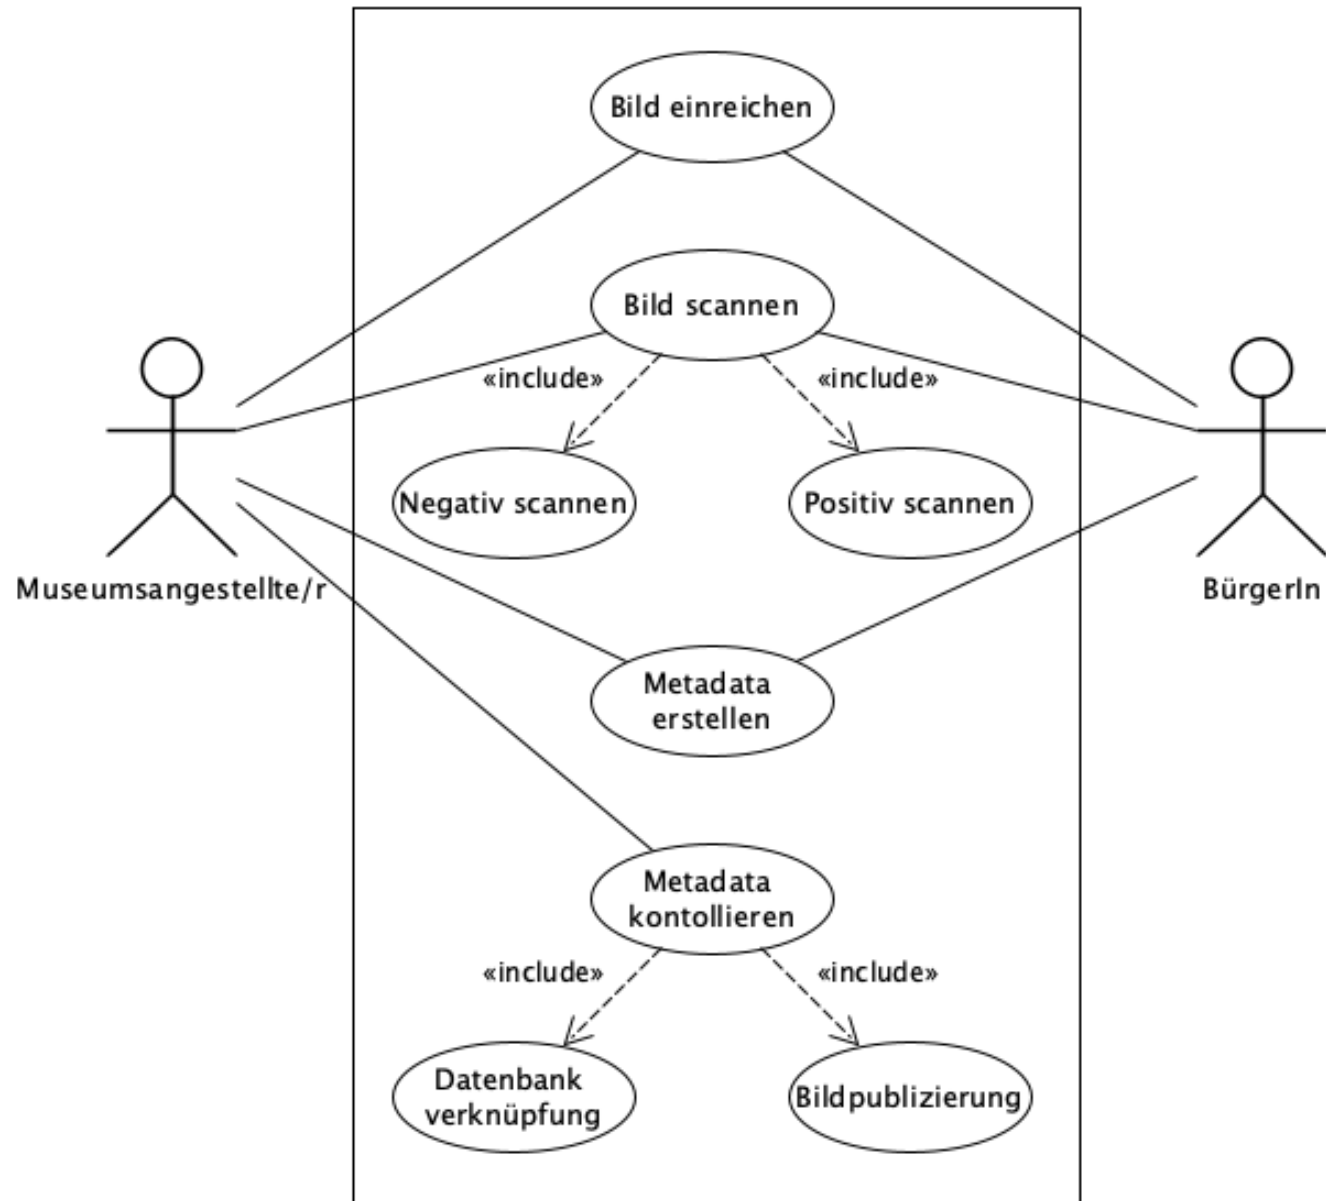 Bild einreichen
Bild scannen
«include»
«include»
Negativ scannen
Positiv scannen
Museumsangestellte/r
BürgerIn
Metadata
erstellen
Metadata
kontollieren
«include»
«include»
Datenbank
verknüpfung
Bildpublizierung